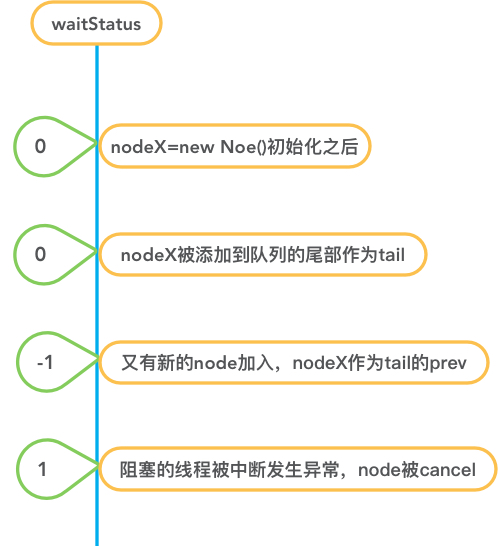 waitStatus
0
nodeX=new Noe()初始化之后
0
nodeX被添加到队列的尾部作为tail
-1
又有新的node加入，nodeX作为tail的prev
1
阻塞的线程被中断发生异常，node被cancel